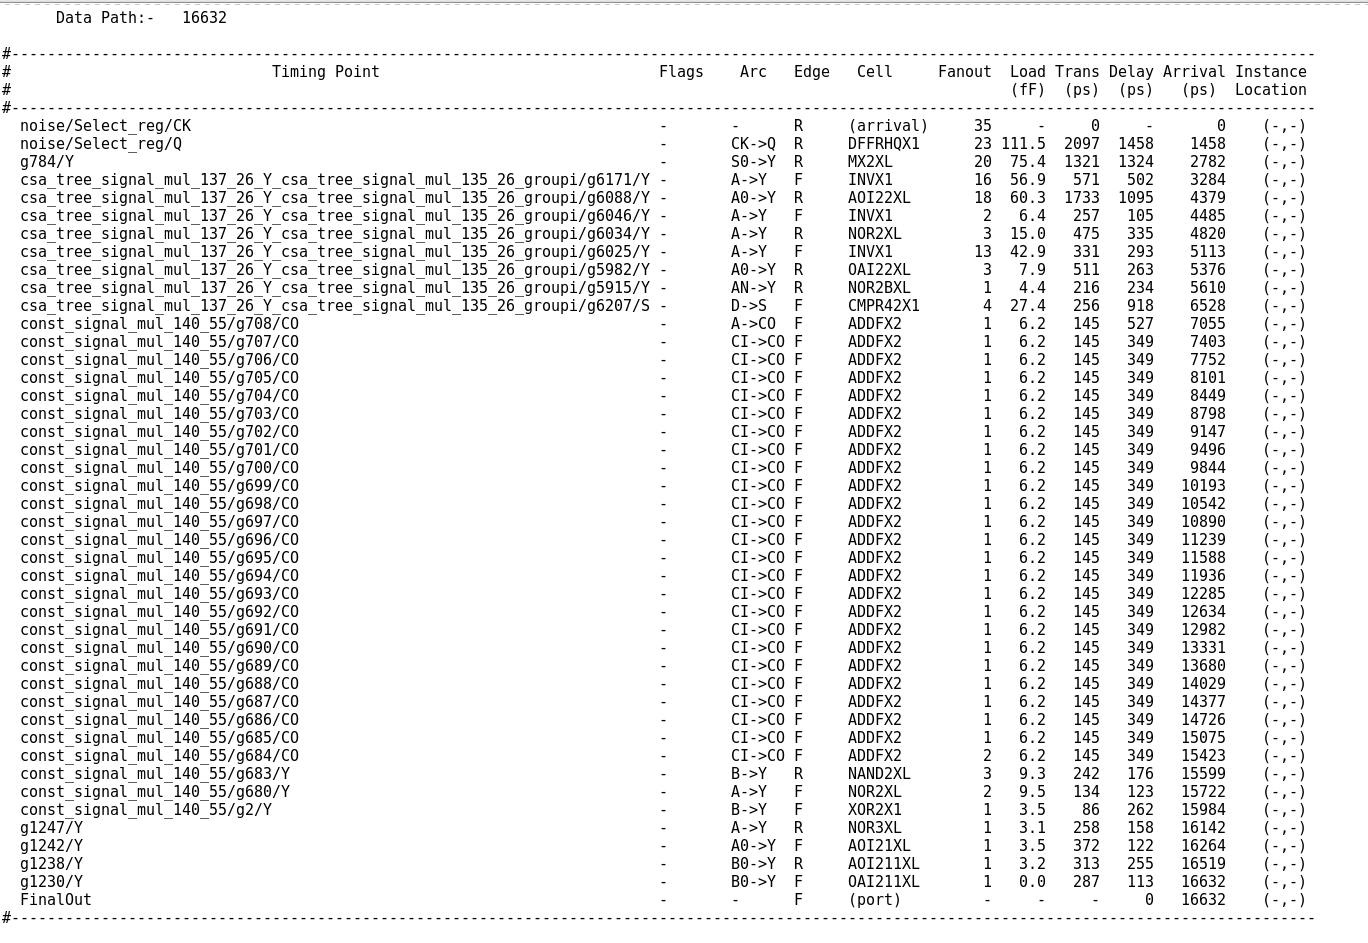 Data Path:-   16632
#-------------------------------------------------------------------------------------------------------------------------------------------------
#                             Timing Point                               Flags    Arc   Edge   Cell     Fanout  Load Trans Delay Arrival Instance
#                                                                                                               (fF)  (ps)  (ps)   (ps)  Location
#-------------------------------------------------------------------------------------------------------------------------------------------------
noise/Select_reg/CK - - R (arrival) 35 - 0 - 0 (-,-)
noise/Select_reg/Q - CK->Q R DFFRHQX1 23 111.5 2097 1458 1458 (-,-)
g784/Y - S0->Y R MX2XL 20 75.4 1321 1324 2782 (-,-)
csa_tree_signal_mul_137_26_Y_csa_tree_signal_mul_135_26_groupi/g6171/Y - A->Y F INVX1 16 56.9 571 502 3284 (-,-)
csa_tree_signal_mul_137_26_Y_csa_tree_signal_mul_135_26_groupi/g6088/Y - A0->Y R AOI22XL 18 60.3 1733 1095 4379 (-,-)
csa_tree_signal_mul_137_26_Y_csa_tree_signal_mul_135_26_groupi/g6046/Y - A->Y F INVX1 2 6.4 257 105 4485 (-,-)
csa_tree_signal_mul_137_26_Y_csa_tree_signal_mul_135_26_groupi/g6034/Y - A->Y R NOR2XL 3 15.0 475 335 4820 (-,-)
csa_tree_signal_mul_137_26_Y_csa_tree_signal_mul_135_26_groupi/g6025/Y - A->Y F INVX1 13 42.9 331 293 5113 (-,-)
csa_tree_signal_mul_137_26_Y_csa_tree_signal_mul_135_26_groupi/g5982/Y - A0->Y R OAI22XL 3 7.9 511 263 5376 (-,-)
csa_tree_signal_mul_137_26_Y_csa_tree_signal_mul_135_26_groupi/g5915/Y - AN->Y R NOR2BXL 1 4.4 216 234 5610 (-,-)
csa_tree_signal_mul_137_26_Y_csa_tree_signal_mul_135_26_groupi/g6207/S - D->S F CMPR42X1 4 27.4 256 918 6528 (-,-)
const_signal_mul_140_55/g708/CO - A->CO F ADDFX2 1 6.2 145 527 7055 (-,-)
const_signal_mul_140_55/g707/CO - CI->CO F ADDFX2 1 6.2 145 349 7403 (-,-)
const_signal_mul_140_55/g706/CO - CI->CO F ADDFX2 1 6.2 145 349 7752 (-,-)
const_signal_mul_140_55/g705/CO - CI->CO F ADDFX2 1 6.2 145 349 8101 (-,-)
const_signal_mul_140_55/g704/CO - CI->CO F ADDFX2 1 6.2 145 349 8449 (-,-)
const_signal_mul_140_55/g703/CO - CI->CO F ADDFX2 1 6.2 145 349 8798 (-,-)
const_signal_mul_140_55/g702/CO - CI->CO F ADDFX2 1 6.2 145 349 9147 (-,-)
const_signal_mul_140_55/g701/CO - CI->CO F ADDFX2 1 6.2 145 349 9496 (-,-)
const_signal_mul_140_55/g700/CO - CI->CO F ADDFX2 1 6.2 145 349 9844 (-,-)
const_signal_mul_140_55/g699/CO - CI->CO F ADDFX2 1 6.2 145 349 10193 (-,-)
const_signal_mul_140_55/g698/CO - CI->CO F ADDFX2 1 6.2 145 349 10542 (-,-)
const_signal_mul_140_55/g697/CO - CI->CO F ADDFX2 1 6.2 145 349 10890 (-,-)
const_signal_mul_140_55/g696/CO - CI->CO F ADDFX2 1 6.2 145 349 11239 (-,-)
const_signal_mul_140_55/g695/CO - CI->CO F ADDFX2 1 6.2 145 349 11588 (-,-)
const_signal_mul_140_55/g694/CO - CI->CO F ADDFX2 1 6.2 145 349 11936 (-,-)
const_signal_mul_140_55/g693/CO - CI->CO F ADDFX2 1 6.2 145 349 12285 (-,-)
const_signal_mul_140_55/g692/CO - CI->CO F ADDFX2 1 6.2 145 349 12634 (-,-)
const_signal_mul_140_55/g691/CO - CI->CO F ADDFX2 1 6.2 145 349 12982 (-,-)
const_signal_mul_140_55/g690/CO - CI->CO F ADDFX2 1 6.2 145 349 13331 (-,-)
const_signal_mul_140_55/g689/CO - CI->CO F ADDFX2 1 6.2 145 349 13680 (-,-)
const_signal_mul_140_55/g688/CO - CI->CO F ADDFX2 1 6.2 145 349 14029 (-,-)
const_signal_mul_140_55/g687/CO - CI->CO F ADDFX2 1 6.2 145 349 14377 (-,-)
const_signal_mul_140_55/g686/CO - CI->CO F ADDFX2 1 6.2 145 349 14726 (-,-)
const_signal_mul_140_55/g685/CO - CI->CO F ADDFX2 1 6.2 145 349 15075 (-,-)
const_signal_mul_140_55/g684/CO - CI->CO F ADDFX2 2 6.2 145 349 15423 (-,-)
const_signal_mul_140_55/g683/Y - B->Y R NAND2XL 3 9.3 242 176 15599 (-,-)
const_signal_mul_140_55/g680/Y - A->Y F NOR2XL 2 9.5 134 123 15722 (-,-)
const_signal_mul_140_55/g2/Y - B->Y F XOR2X1 1 3.5 86 262 15984 (-,-)
g1247/Y - A->Y R NOR3XL 1 3.1 258 158 16142 (-,-)
g1242/Y - A0->Y F AOI21XL 1 3.5 372 122 16264 (-,-)
g1238/Y - B0->Y R AOI211XL 1 3.2 313 255 16519 (-,-)
g1230/Y - B0->Y F OAI211XL 1 0.0 287 113 16632 (-,-)
FinalOut - - F (port) - - - 0 16632 (-,-)
#-------------------------------------------------------------------------------------------------------------------------------------------------